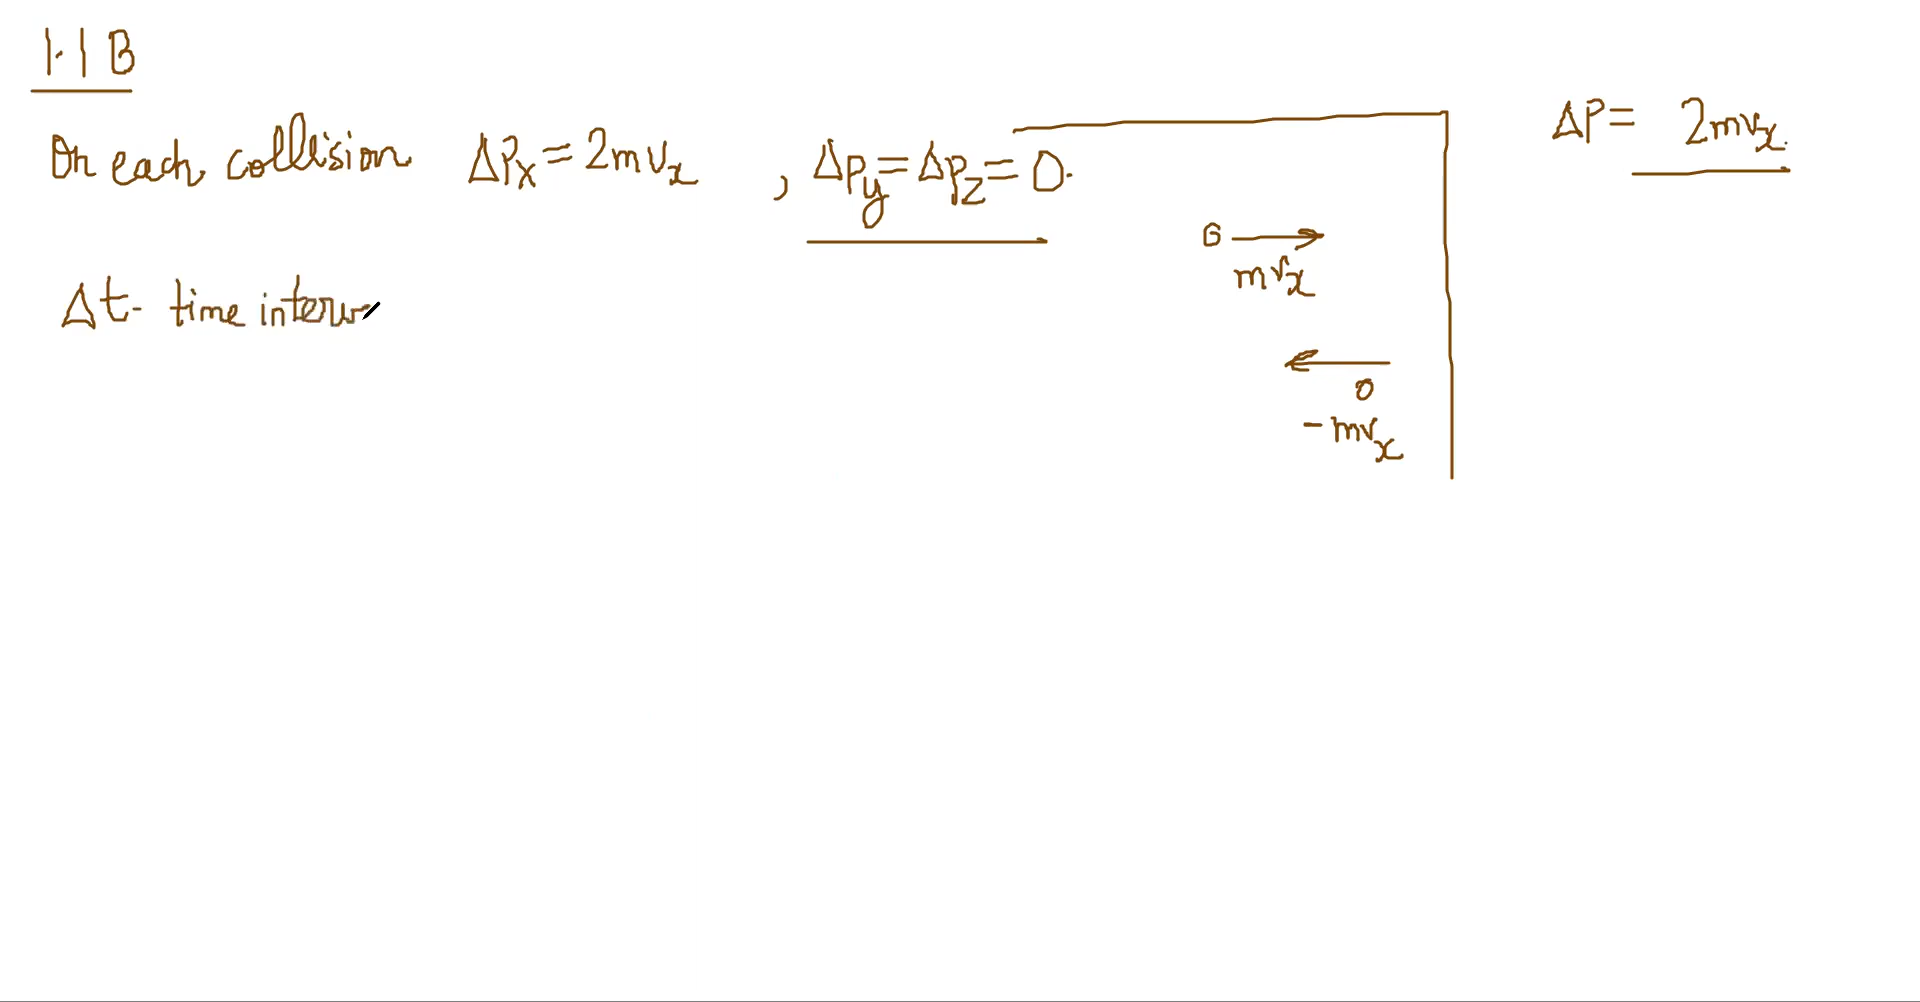 1.1 B
On each collision ΔPx = 2mvx , ΔPy = ΔPz = 0.
Δt - time interv
mvx
-mvx
ΔP = 2mvx.